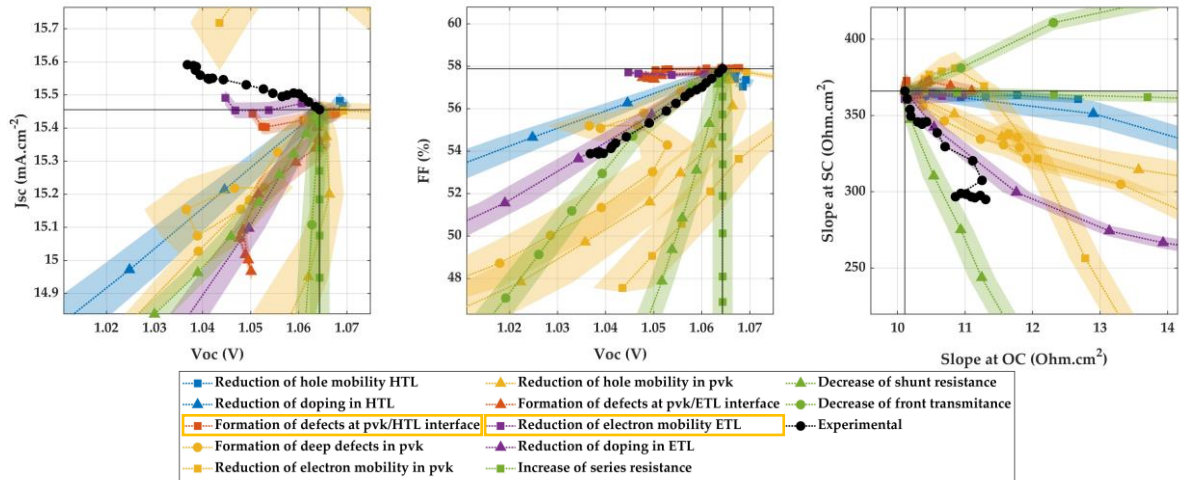 15.7
15.6
15.5
15.4
15.3
15.2
15.1
15
14.9
Jsc (mA.cm⁻²)
1.02
1.03
1.04
1.05
1.06
1.07
Voc (V)
60
58
56
54
52
50
48
FF (%)
1.02
1.03
1.04
1.05
1.06
1.07
Voc (V)
400
350
300
250
Slope at SC (Ohm.cm²)
10
11
12
13
14
Slope at OC (Ohm.cm²)
Reduction of hole mobility HTL
Reduction of doping in HTL
Formation of defects at pvk/HTL interface
Formation of deep defects in pvk
Reduction of electron mobility in pvk
Reduction of hole mobility in pvk
Formation of defects at pvk/ETL interface
Reduction of electron mobility ETL
Reduction of doping in ETL
Increase of series resistance
Decrease of shunt resistance
Decrease of front transmitance
Experimental